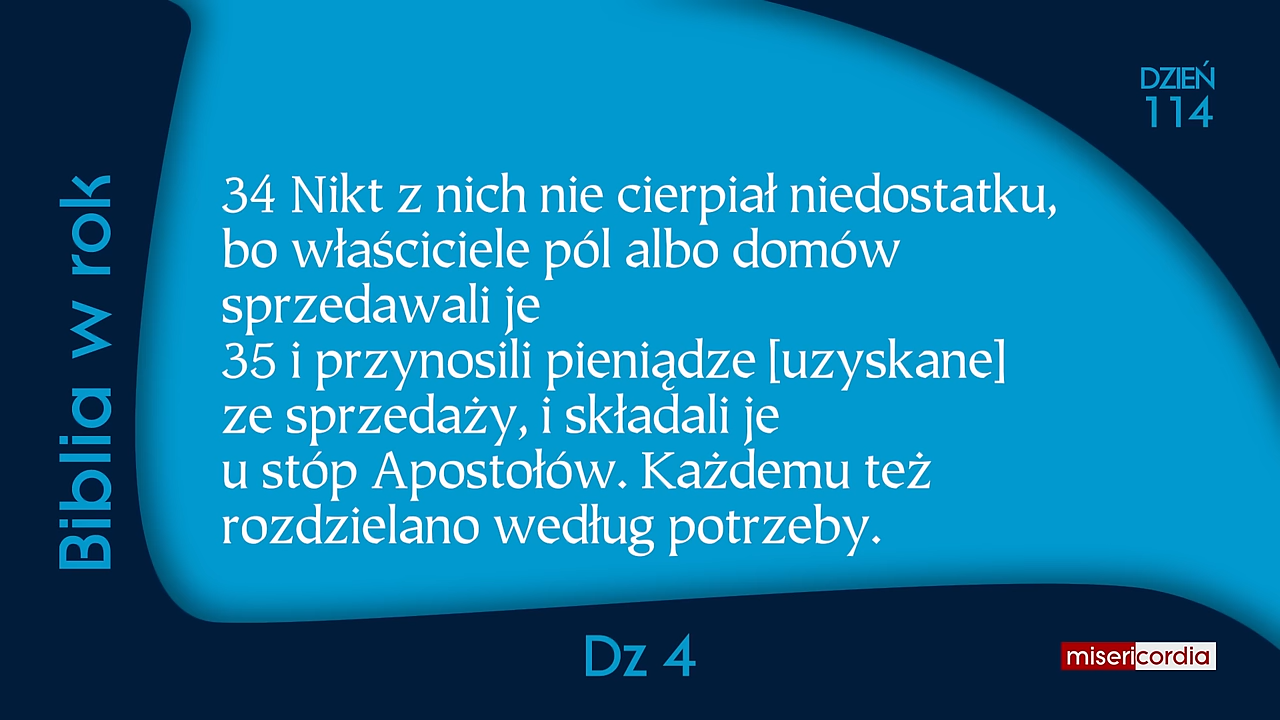 DZIEŃ
114
Biblia w rok
34 Nikt z nich nie cierpiał niedostatku,
bo właściciele pól albo domów
sprzedawali je
35 i przynosili pieniądze [uzyskane]
ze sprzedaży, i składali je
u stóp Apostołów. Każdemu też
rozdzielano według potrzeby.
Dz 4
misericordia